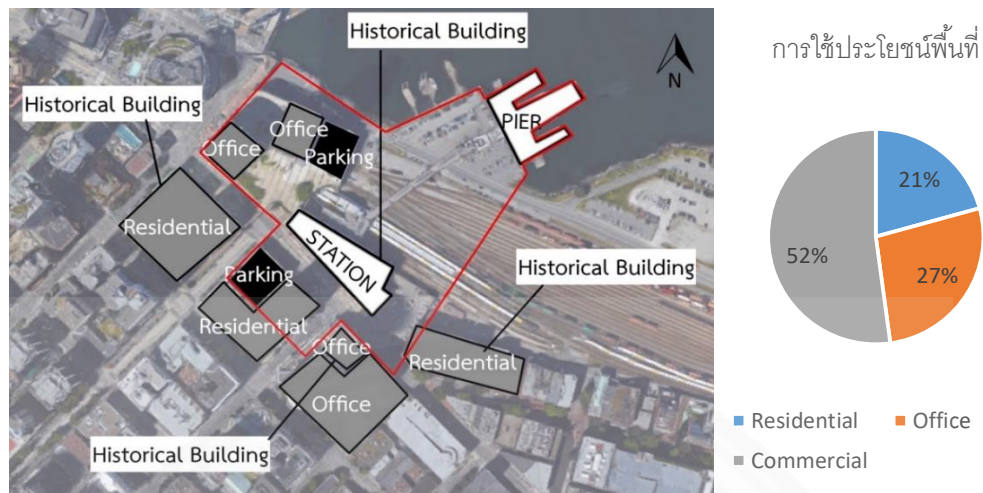 Historical Building
Historical Building
N
PIER
Office
Office
Parking
Residential
STATION
Parking
Historical Building
Residential
Office
Residential
Office
Historical Building
การใช้ประโยชน์พื้นที่
21%
52%
27%
Residential
Office
Commercial